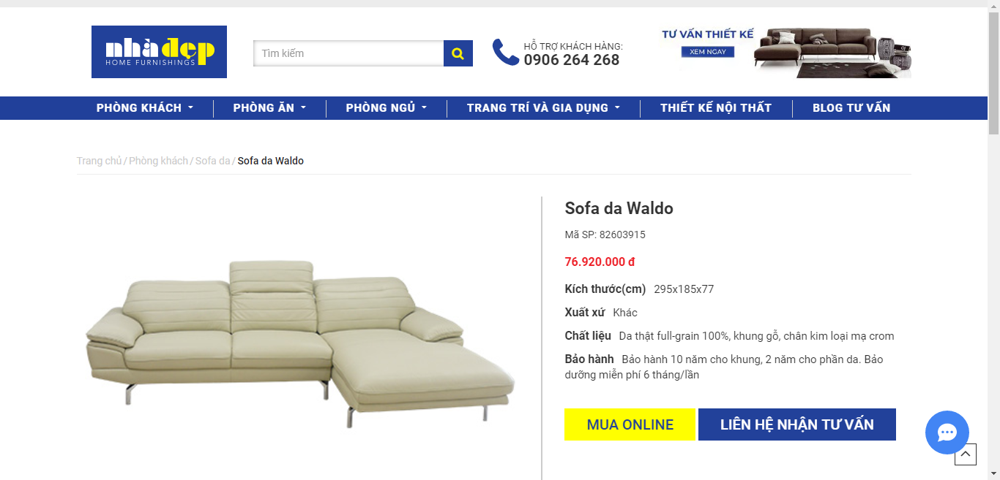 nhàđẹp
HOME FURNISHINGS
Tìm kiếm
HỖ TRỢ KHÁCH HÀNG:
0906 264 268
TƯ VẤN THIẾT KẾ
XEM NGAY
PHÒNG KHÁCH
PHÒNG ĂN
PHÒNG NGỦ
TRANG TRÍ VÀ GIA DỤNG
THIẾT KẾ NỘI THẤT
BLOG TƯ VẤN
Trang chủ / Phòng khách / Sofa da / Sofa da Waldo
Sofa da Waldo
Mã SP: 82603915
76.920.000 đ
Kích thước(cm) 295x185x77
Xuất xứ Khác
Chất liệu Da thật full-grain 100%, khung gỗ, chân kim loại mạ crom
Bảo hành Bảo hành 10 năm cho khung, 2 năm cho phần da. Bảo
dưỡng miễn phí 6 tháng/lần
MUA ONLINE
LIÊN HỆ NHẬN TƯ VẤN